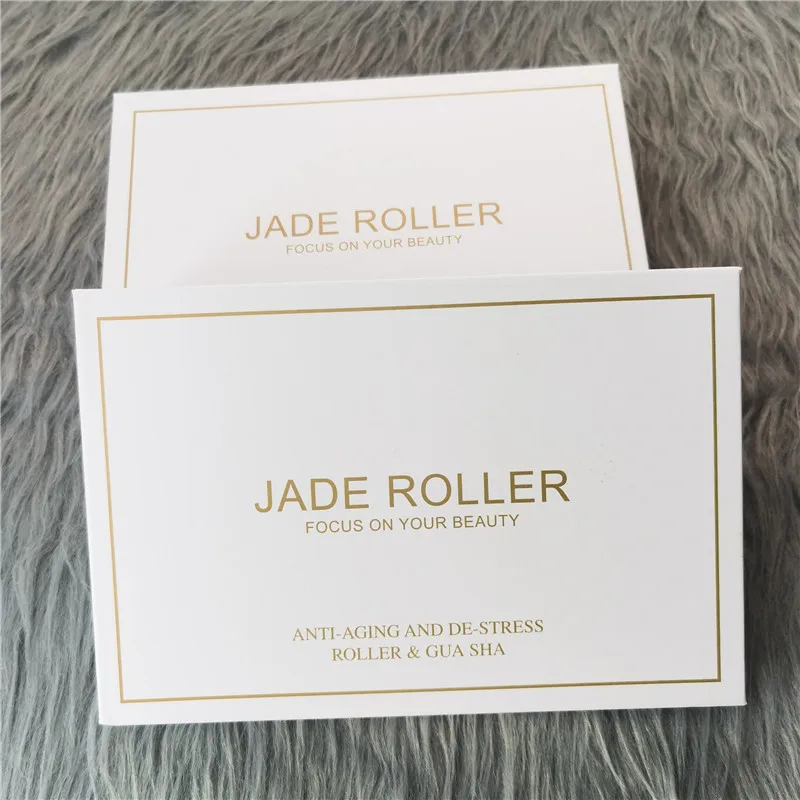 JADE ROLLER
FOCUS ON YOUR BEAUTY
JADE ROLLER
FOCUS ON YOUR BEAUTY
ANTI-AGING AND DE-STRESS
ROLLER & GUA SHA